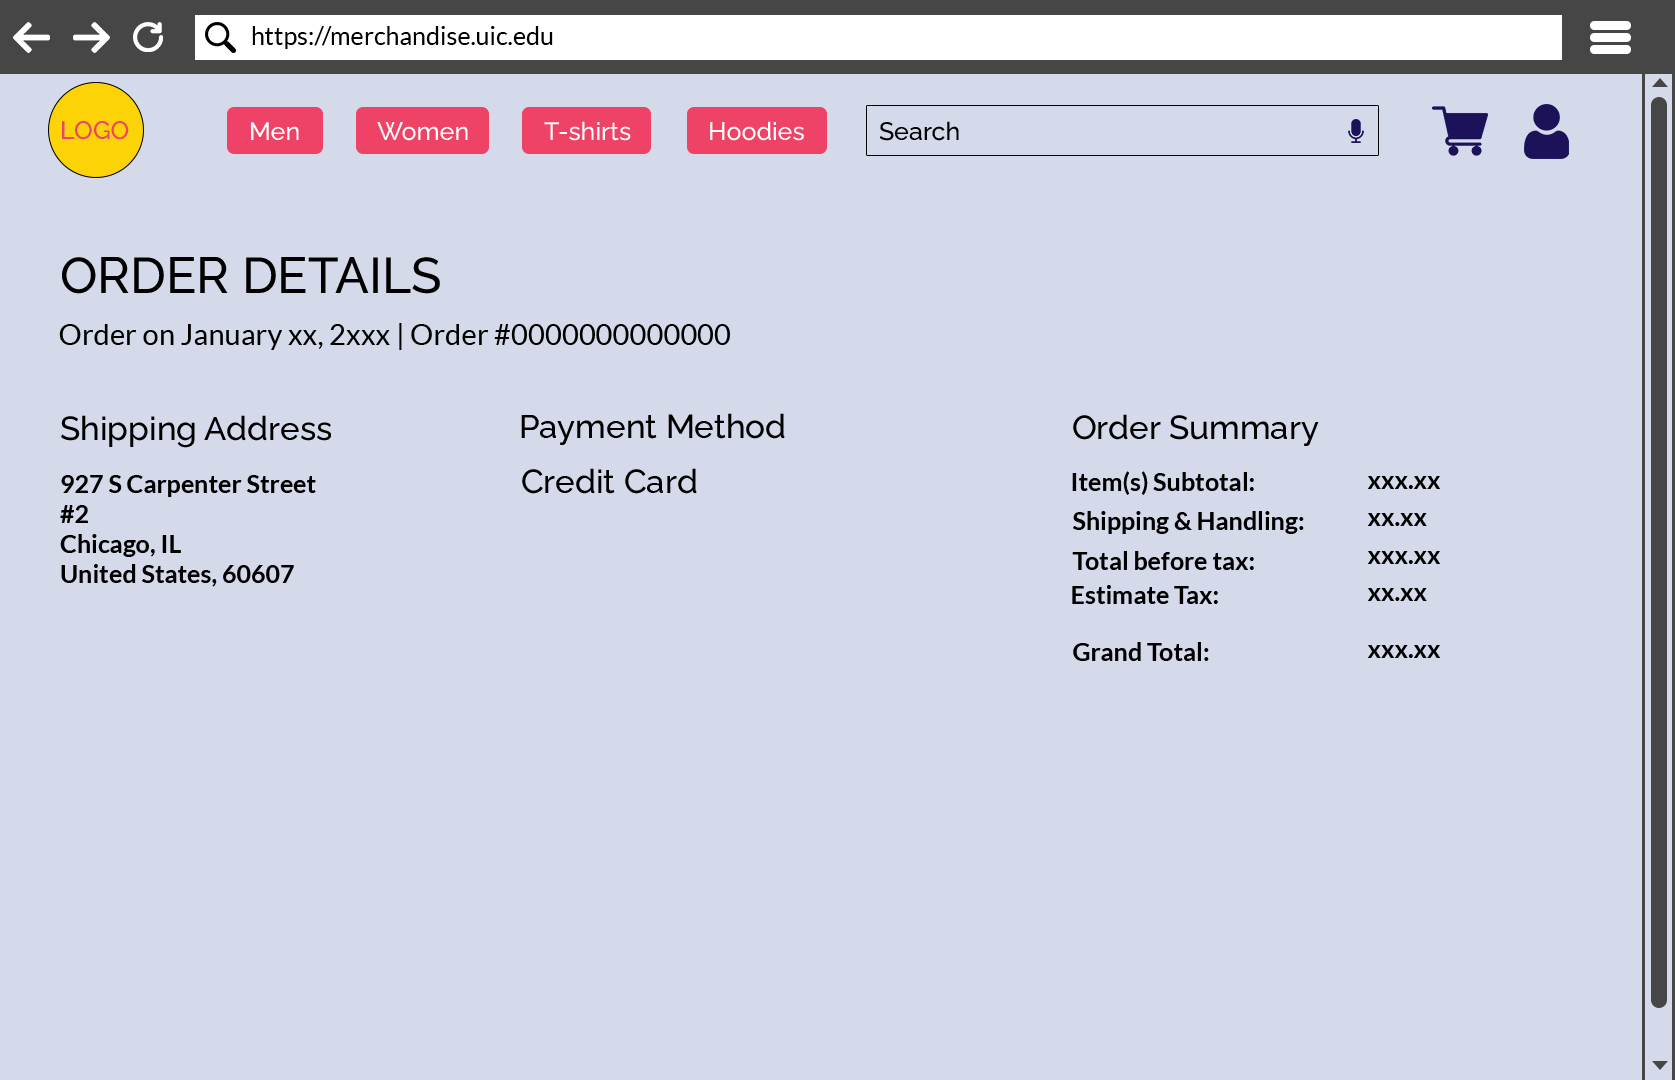 https://merchandise.uic.edu
LOGO
Men
Women
T-shirts
Hoodies
Search
ORDER DETAILS
Order on January xx, 2xxx | Order #0000000000000
Shipping Address
927 S Carpenter Street
#2
Chicago, IL
United States, 60607
Payment Method
Credit Card
Order Summary
Item(s) Subtotal: xxx.xx
Shipping & Handling: xx.xx
Total before tax: xxx.xx
Estimate Tax: xx.xx
Grand Total: xxx.xx